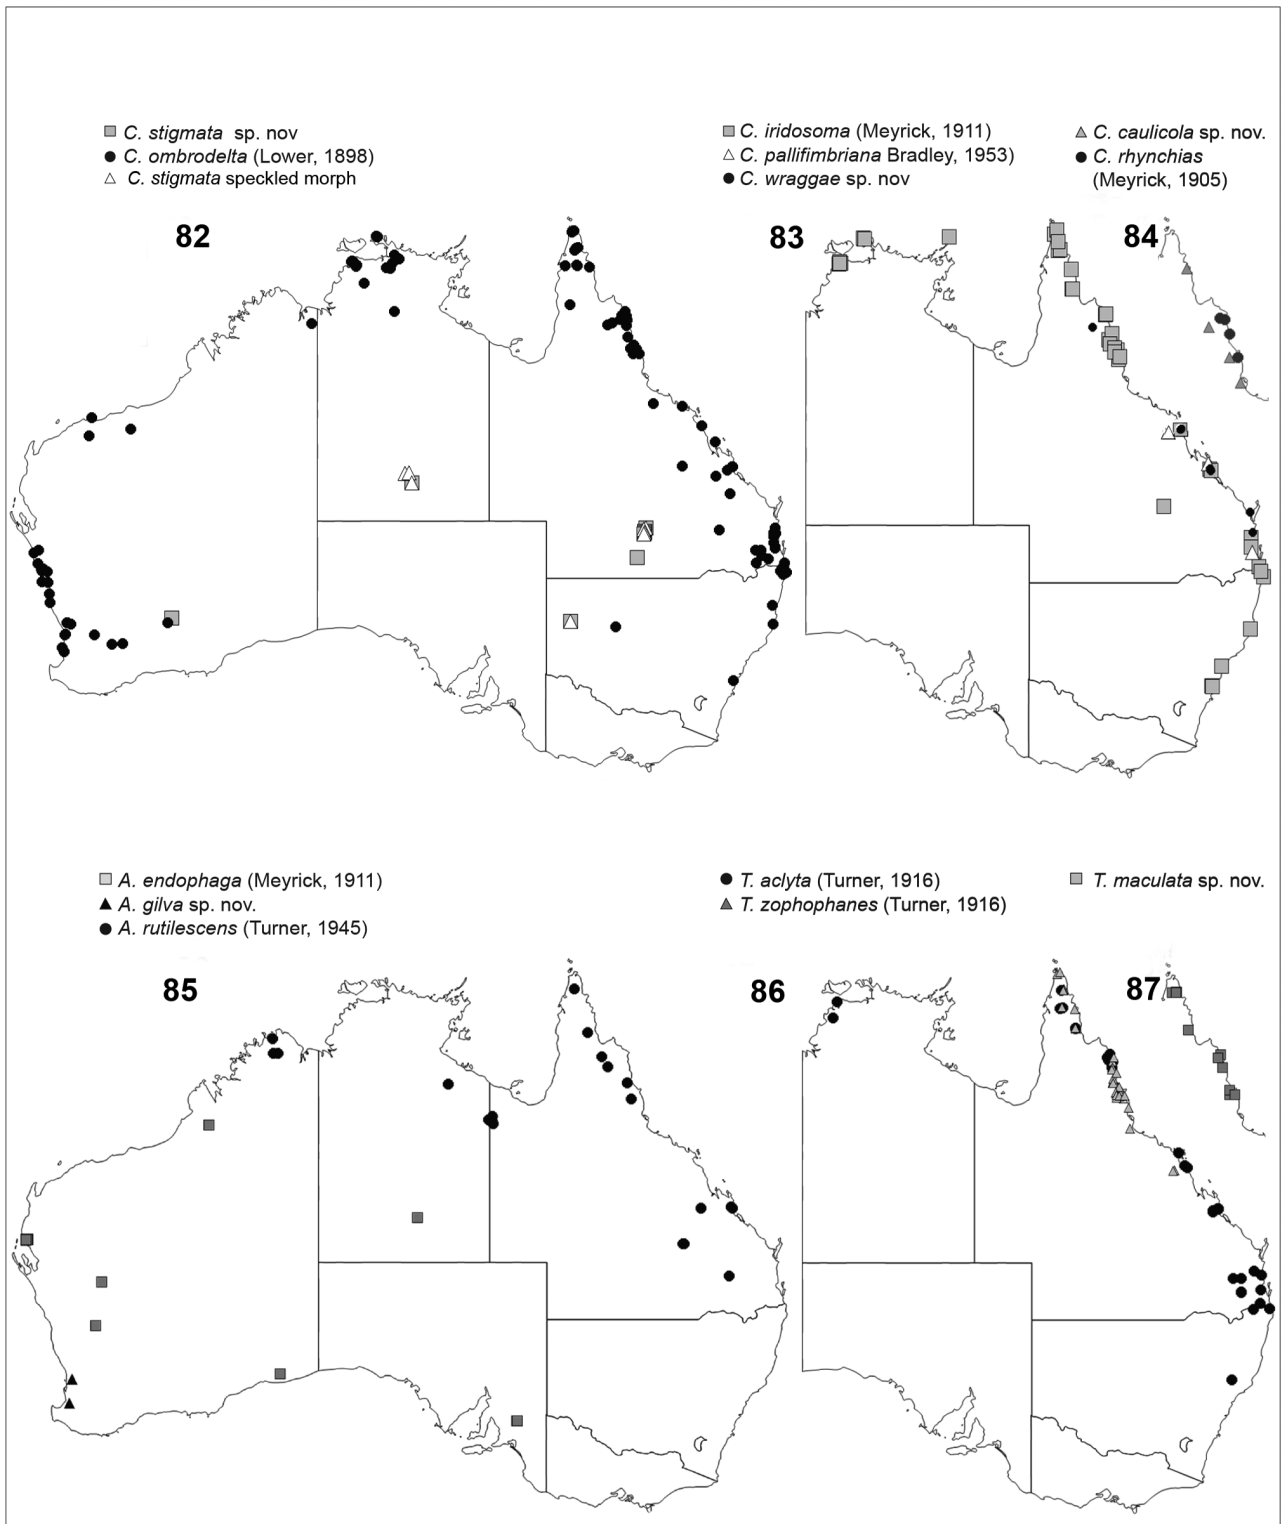 C. stigmata sp. nov
C. ombrodelta (Lower, 1898)
C. stigmata speckled morph
C. iridosoma (Meyrick, 1911)
C. pallifimbriana Bradley, 1953)
C. wraggae sp. nov
C. caulicola sp. nov.
C. rhynchias
(Meyrick, 1905)
82
83
84
A. endophaga (Meyrick, 1911)
A. gilva sp. nov.
A. rutilescens (Turner, 1945)
T. aclyta (Turner, 1916)
T. zophophanes (Turner, 1916)
T. maculata sp. nov.
85
86
87